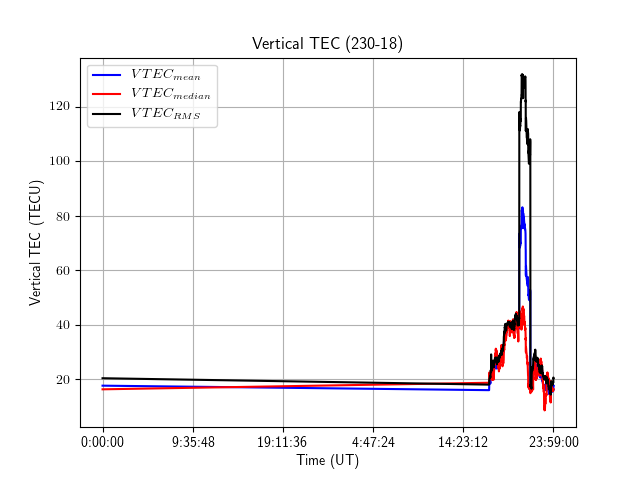 Vertical TEC (230-18)
VTEC_mean
VTEC_median
VTEC_RMS
120
100
80
60
40
20
Vertical TEC (TECU)
0:00:00 9:35:48 19:11:36 4:47:24 14:23:12 23:59:00
Time (UT)